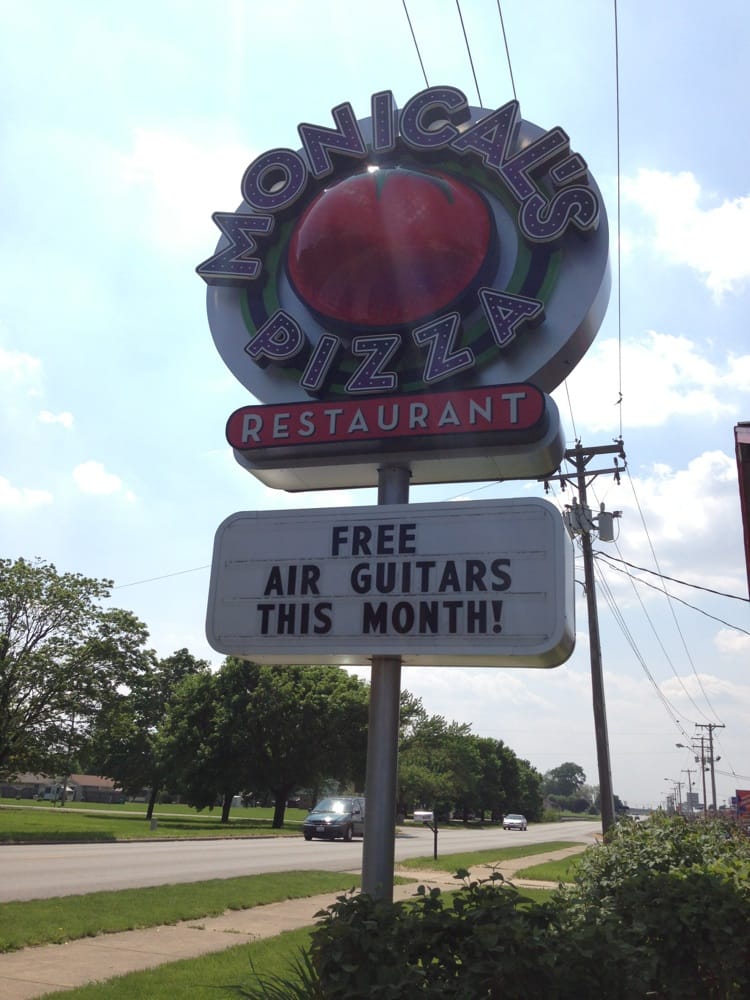 MONICAL'S
PIZZA
RESTAURANT
FREE
AIR GUITARS
THIS MONTH!